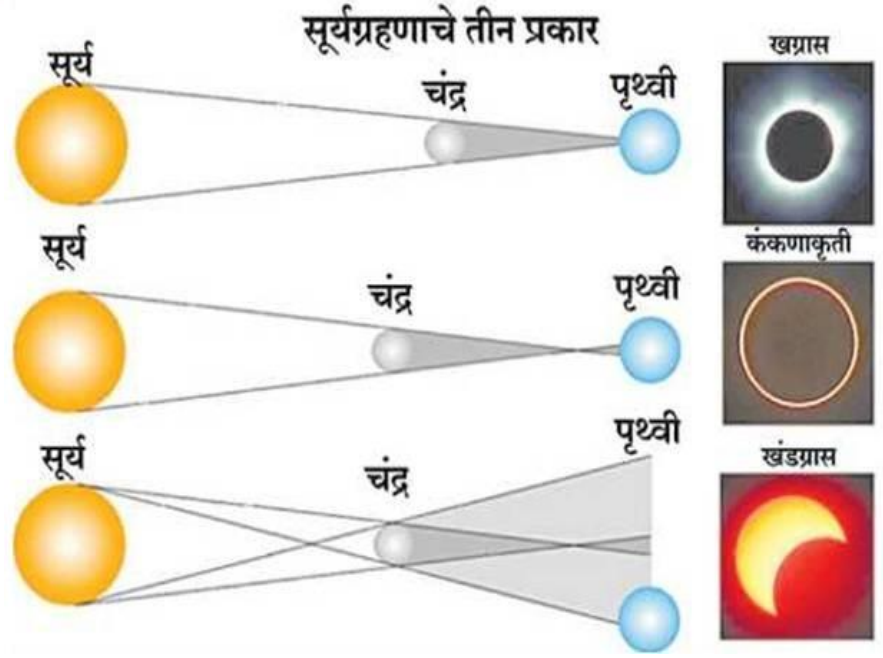 सूर्यग्रहणाचे तीन प्रकार
सूर्य
चंद्र
पृथ्वी
खग्रास
सूर्य
चंद्र
पृथ्वी
कंकणाकृती
सूर्य
चंद्र
पृथ्वी
खंडग्रास